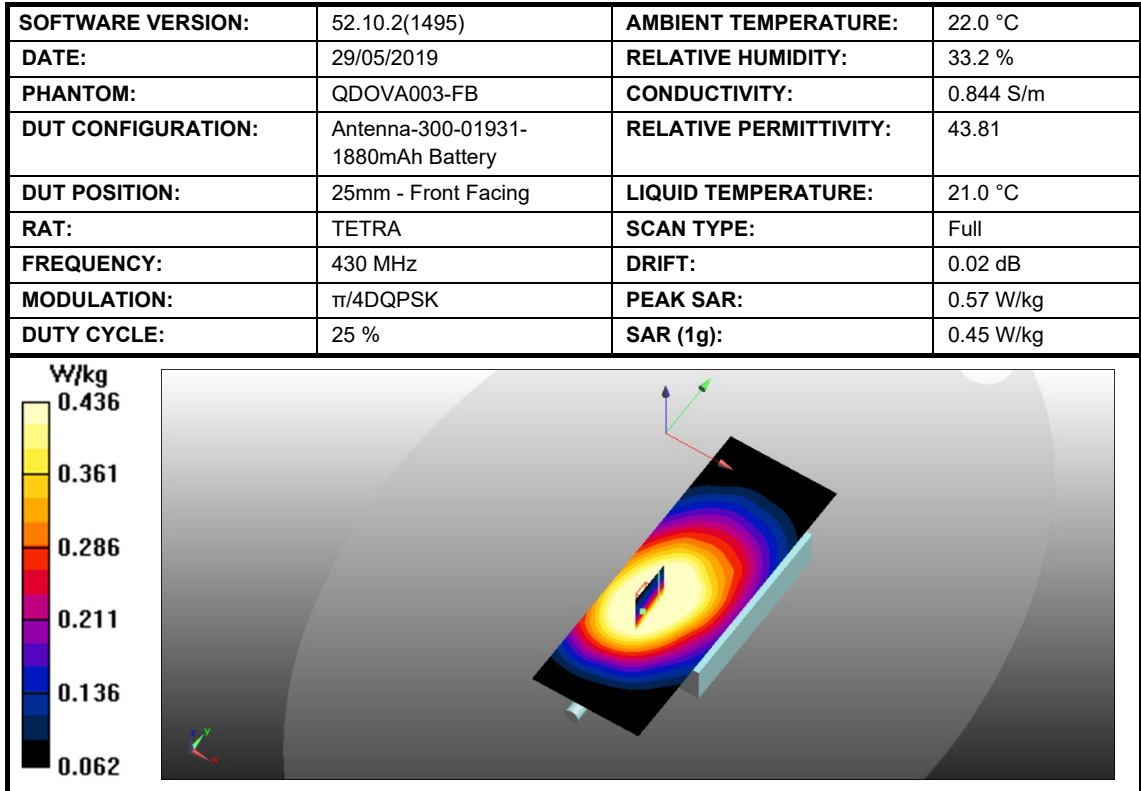 SOFTWARE VERSION: 52.10.2(1495) AMBIENT TEMPERATURE: 22.0 °C
DATE: 29/05/2019 RELATIVE HUMIDITY: 33.2 %
PHANTOM: QDOVA003-FB CONDUCTIVITY: 0.844 S/m
DUT CONFIGURATION: Antenna-300-01931- RELATIVE PERMITTIVITY: 43.81
1880mAh Battery
DUT POSITION: 25mm - Front Facing LIQUID TEMPERATURE: 21.0 °C
RAT: TETRA SCAN TYPE: Full
FREQUENCY: 430 MHz DRIFT: 0.02 dB
MODULATION: π/4DQPSK PEAK SAR: 0.57 W/kg
DUTY CYCLE: 25 % SAR (1g): 0.45 W/kg
W/kg
0.436
0.361
0.286
0.211
0.136
0.062
z y
x